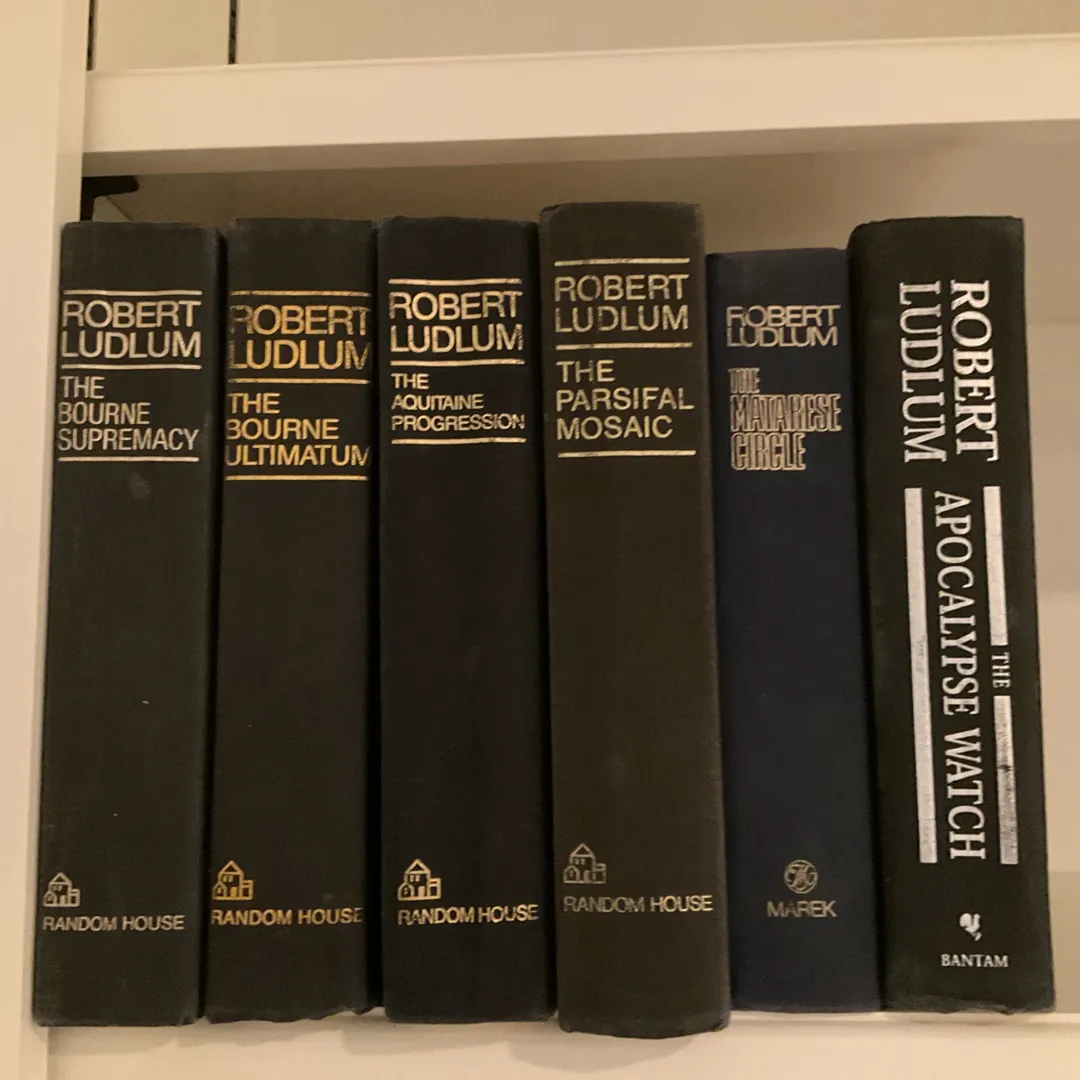 ROBERT
LUDLUM
THE
BOURNE
SUPREMACY
RANDOM HOUSE
ROBERT
LUDLUM
THE
BOURNE
ULTIMATUM
RANDOM HOUSE
ROBERT
LUDLUM
THE
AQUITAINE
PROGRESSION
RANDOM HOUSE
ROBERT
LUDLUM
THE
PARSIFAL
MOSAIC
RANDOM HOUSE
ROBERT
LUDLUM
THE
MATARESE
CIRCLE
MAREK
ROBERT
LUDLUM
THE
APOCALYPSE WATCH
BANTAM